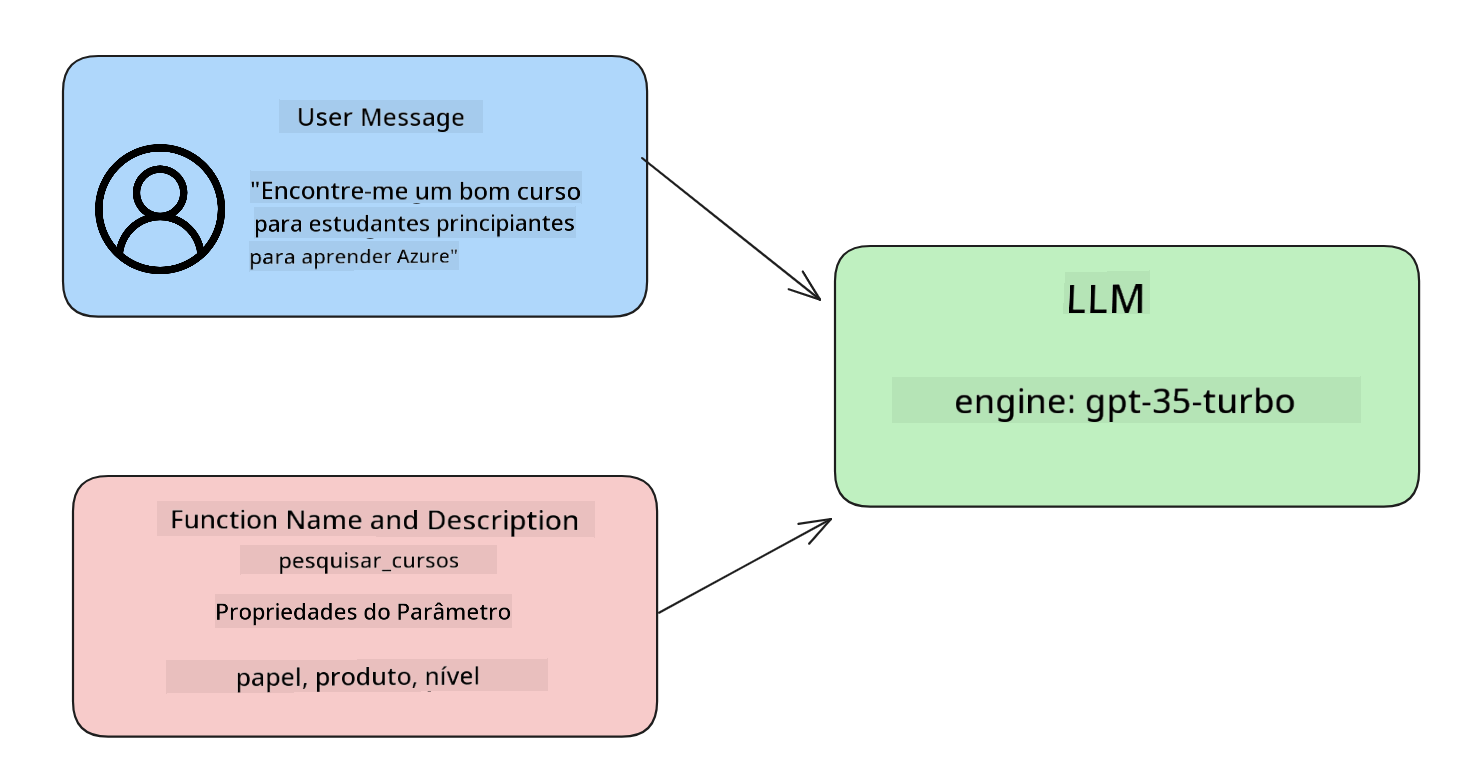 User Message
"Encontre-me um bom curso
para estudantes principiantes
para aprender Azure"
LLM
engine: gpt-35-turbo
Function Name and Description
pesquisar_cursos
Propriedades do Parâmetro
papel, produto, nível